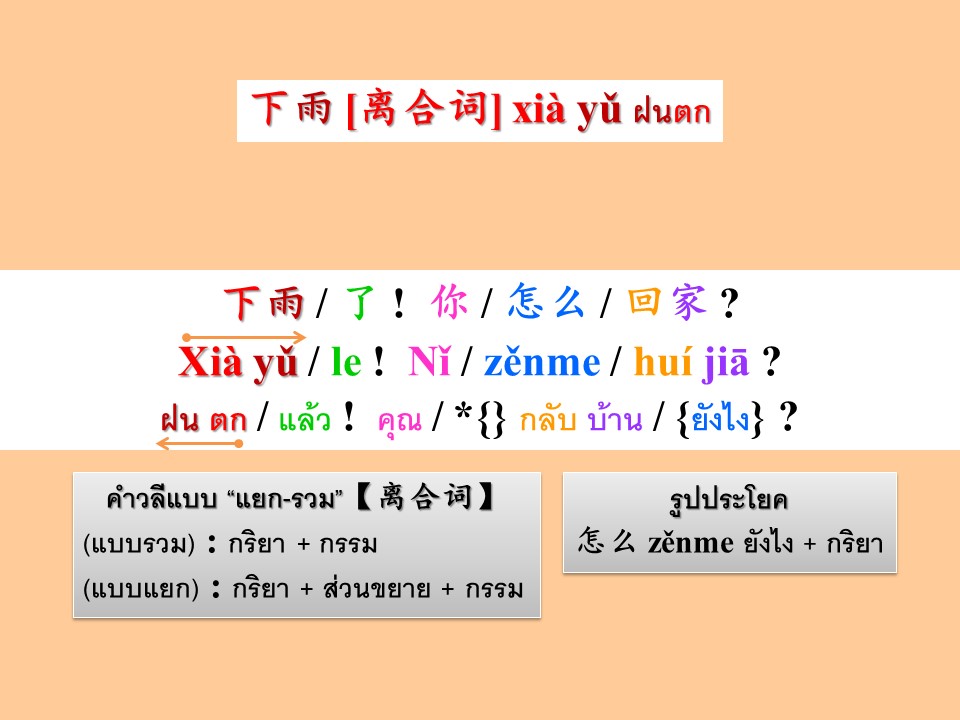 下雨 [离合词] xià yǔ ฝนตก
下雨 / 了 ! 你 / 怎么 / 回家 ?
Xià yǔ / le ! Nǐ / zěnme / huí jiā ?
ฝน ตก / แล้ว ! คุณ / *{} กลับ บ้าน / {ยังไง} ?
คำวลีแบบ “แยก-รวม”【离合词】
(แบบรวม) : กริยา + กรรม
(แบบแยก) : กริยา + ส่วนขยาย + กรรม
รูปประโยค
怎么 zěnme ยังไง + กริยา